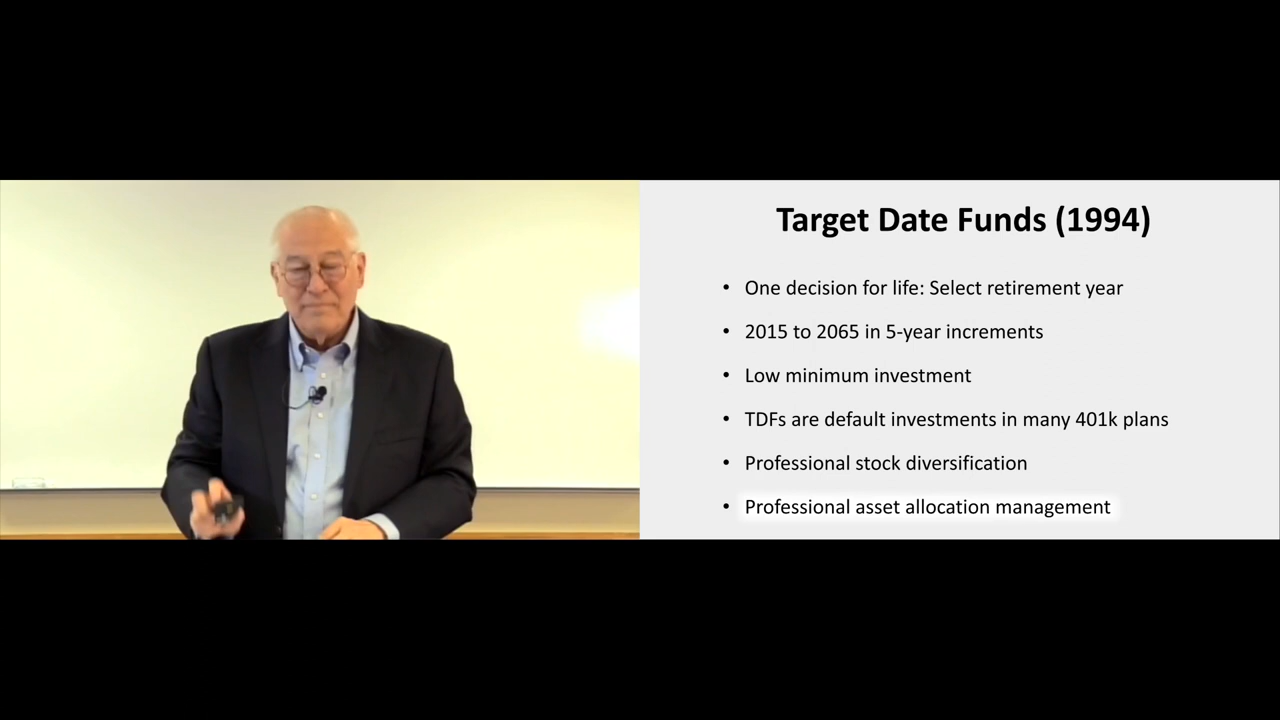 Target Date Funds (1994)
• One decision for life: Select retirement year
• 2015 to 2065 in 5-year increments
• Low minimum investment
• TDFs are default investments in many 401k plans
• Professional stock diversification
• Professional asset allocation management